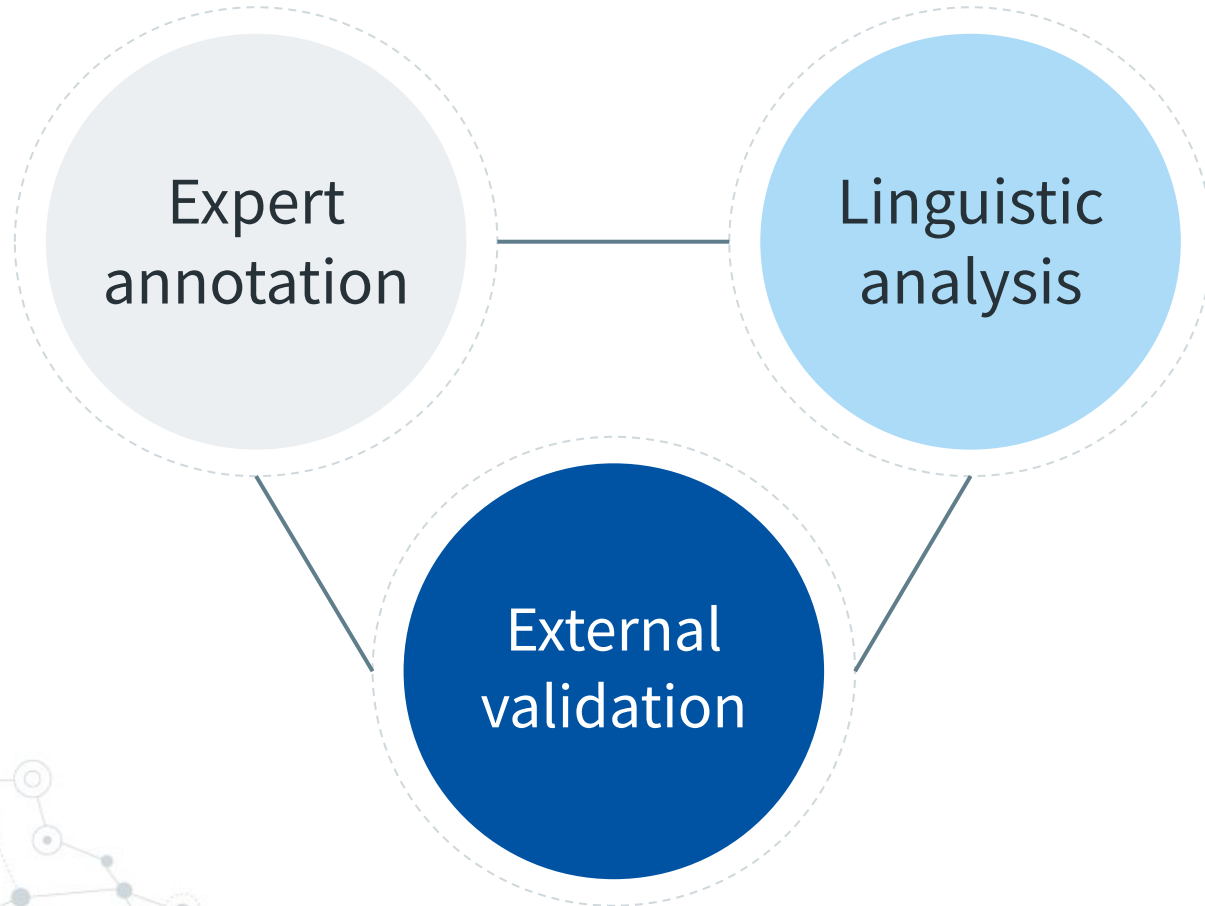 Expert
annotation
Linguistic
analysis
External
validation